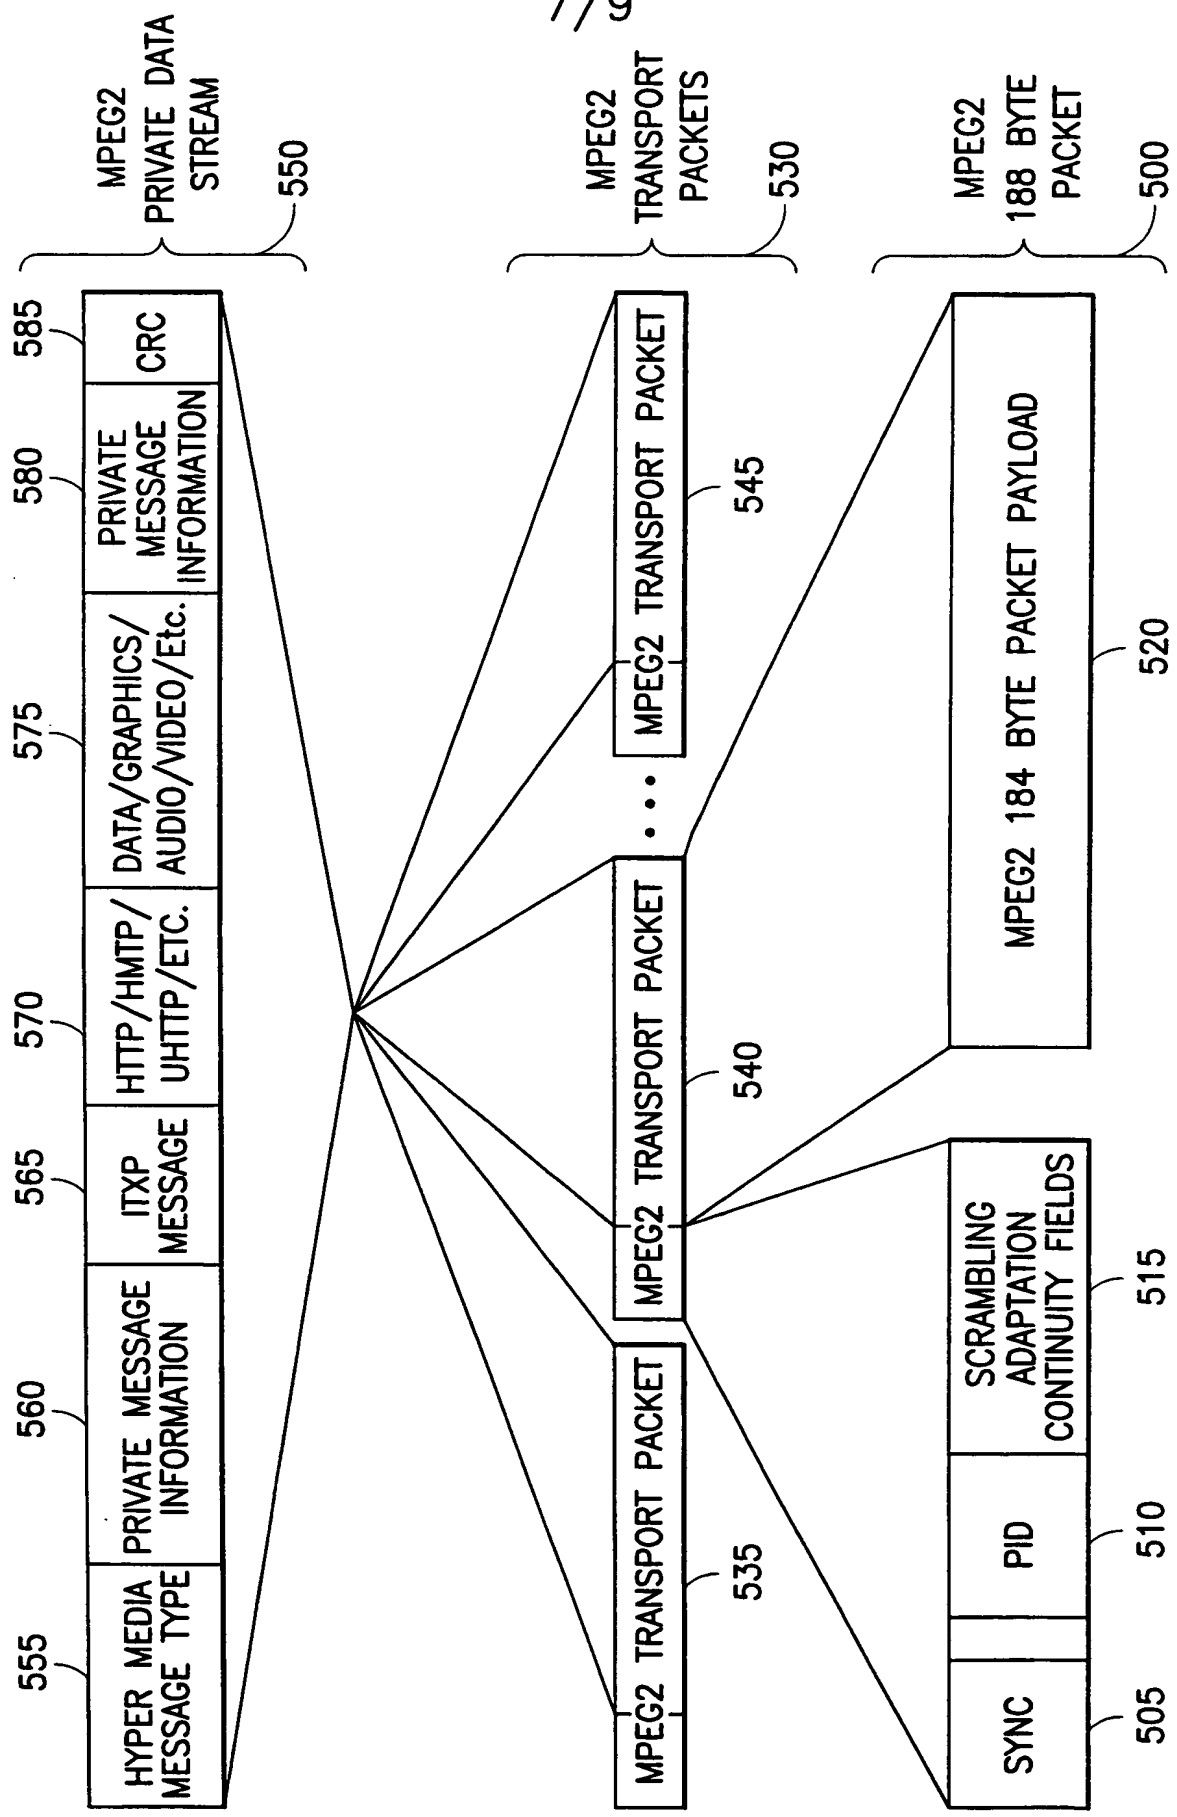 7/9
555
560
565
570
575
580
585
HYPER MEDIA
MESSAGE TYPE
PRIVATE MESSAGE
INFORMATION
ITXP
MESSAGE
HTTP/HMTP/
UHTTP/ETC.
DATA/GRAPHICS/
AUDIO/VIDEO/Etc.
PRIVATE
MESSAGE
INFORMATION
CRC
MPEG2
PRIVATE DATA
STREAM
550
MPEG2 TRANSPORT PACKET
535
MPEG2 TRANSPORT PACKET
540
...
MPEG2 TRANSPORT PACKET
545
MPEG2
TRANSPORT
PACKETS
530
SYNC
505
PID
510
SCRAMBLING
ADAPTATION
CONTINUITY FIELDS
515
MPEG2 184 BYTE PACKET PAYLOAD
520
MPEG2
188 BYTE
PACKET
500